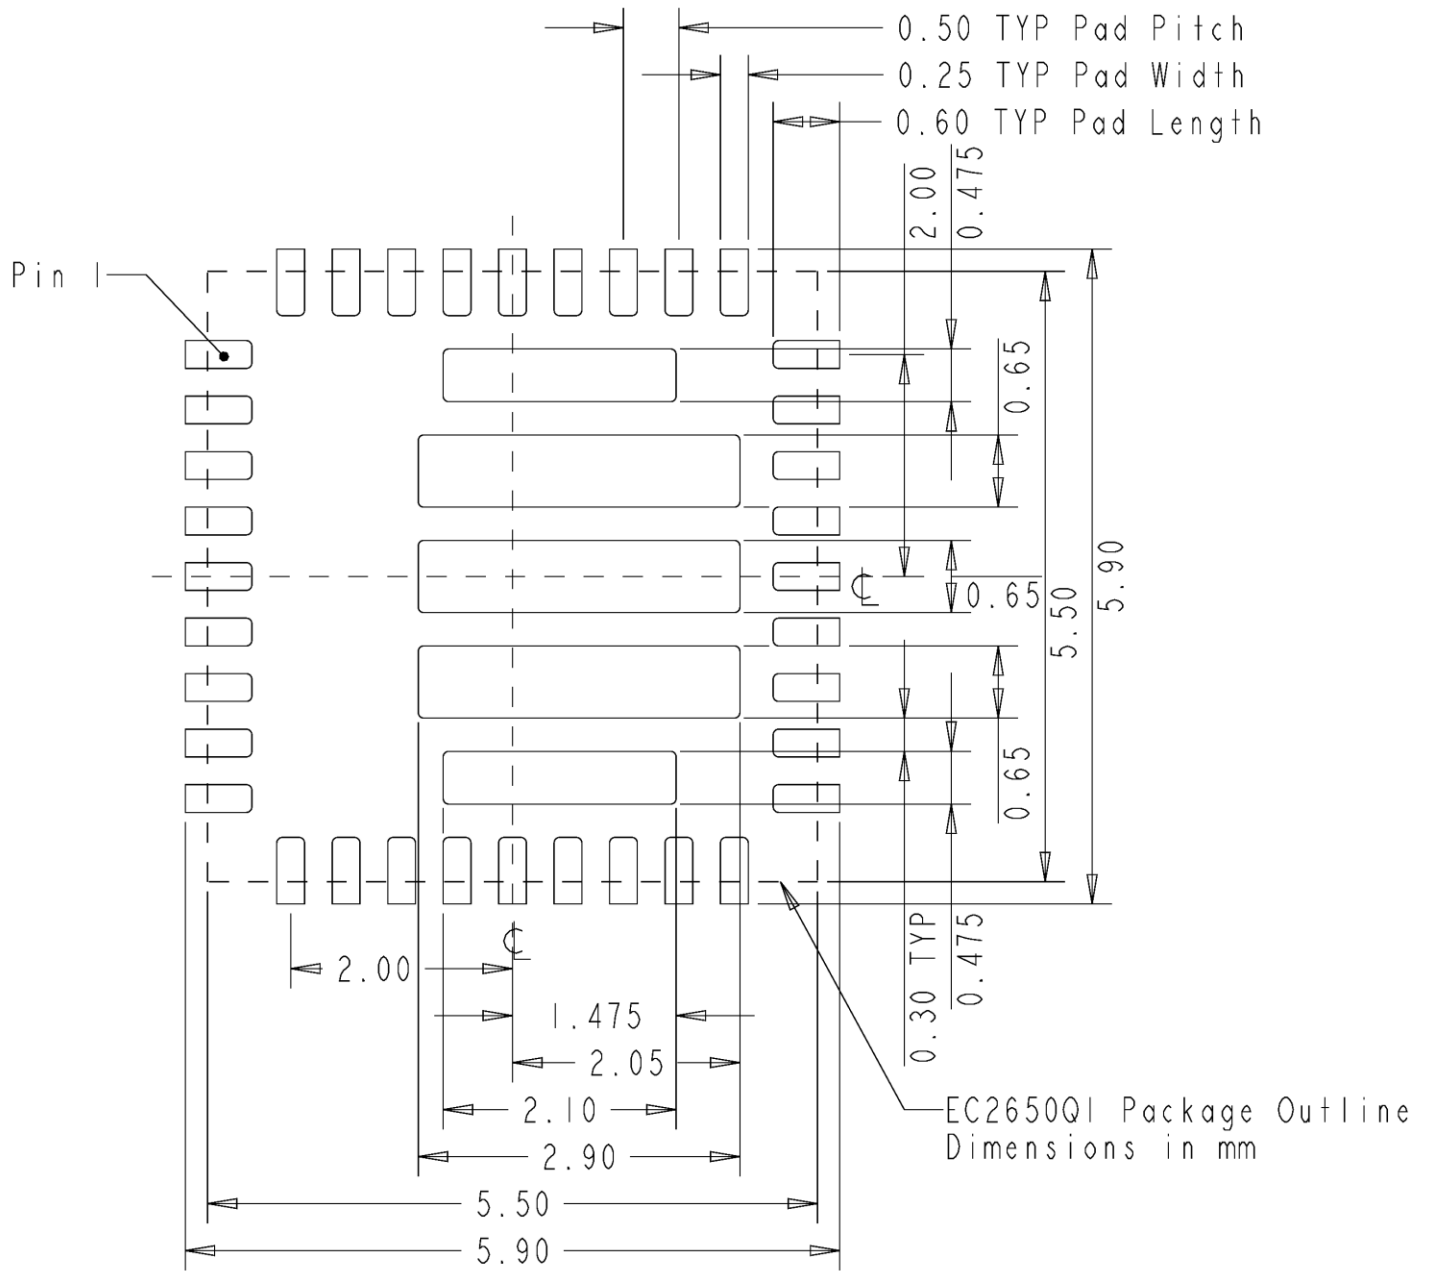 0.50 TYP Pad Pitch
0.25 TYP Pad Width
0.60 TYP Pad Length
2.00
0.475
Pin 1
0.65
5.90
5.50
0.65
℄
0.65
0.30 TYP
0.475
℄
2.00
1.475
2.05
2.10
2.90
5.50
5.90
EC2650QI Package Outline
Dimensions in mm